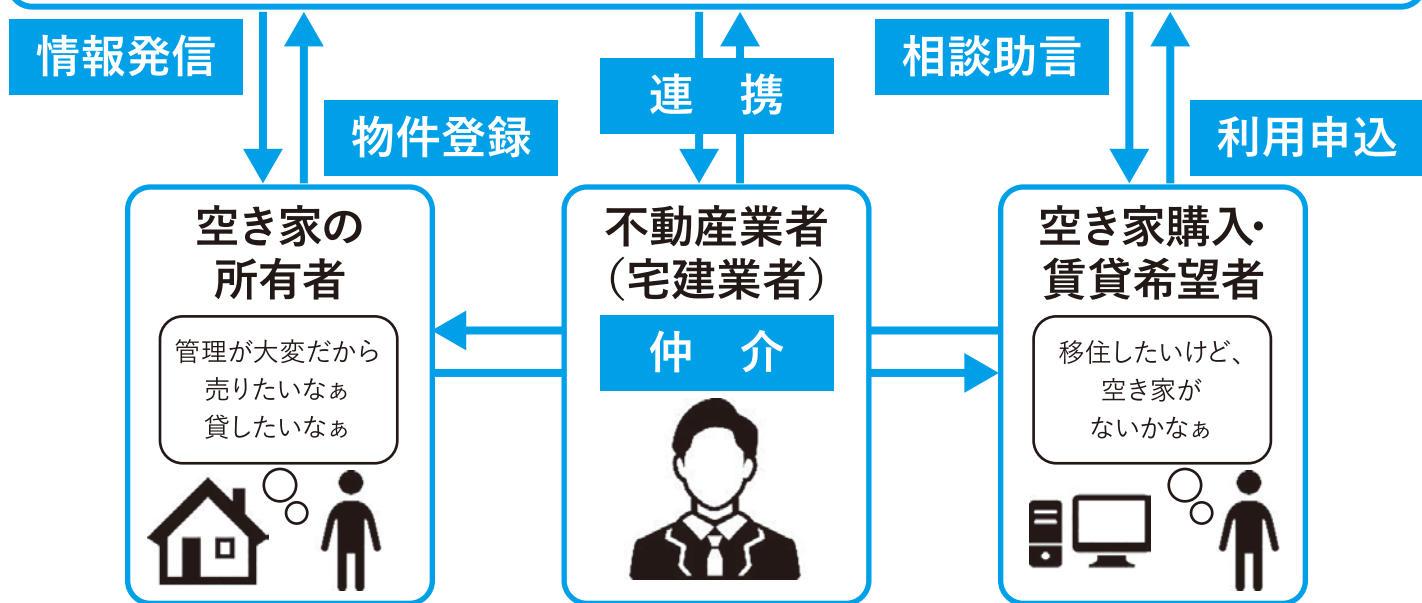 情報発信
物件登録
連　携
相談助言
利用申込
空き家の
所有者
管理が大変だから
売りたいなぁ
貸したいなぁ
不動産業者
（宅建業者）
仲　介
空き家購入・
賃貸希望者
移住したいけど、
空き家が
ないかなぁ